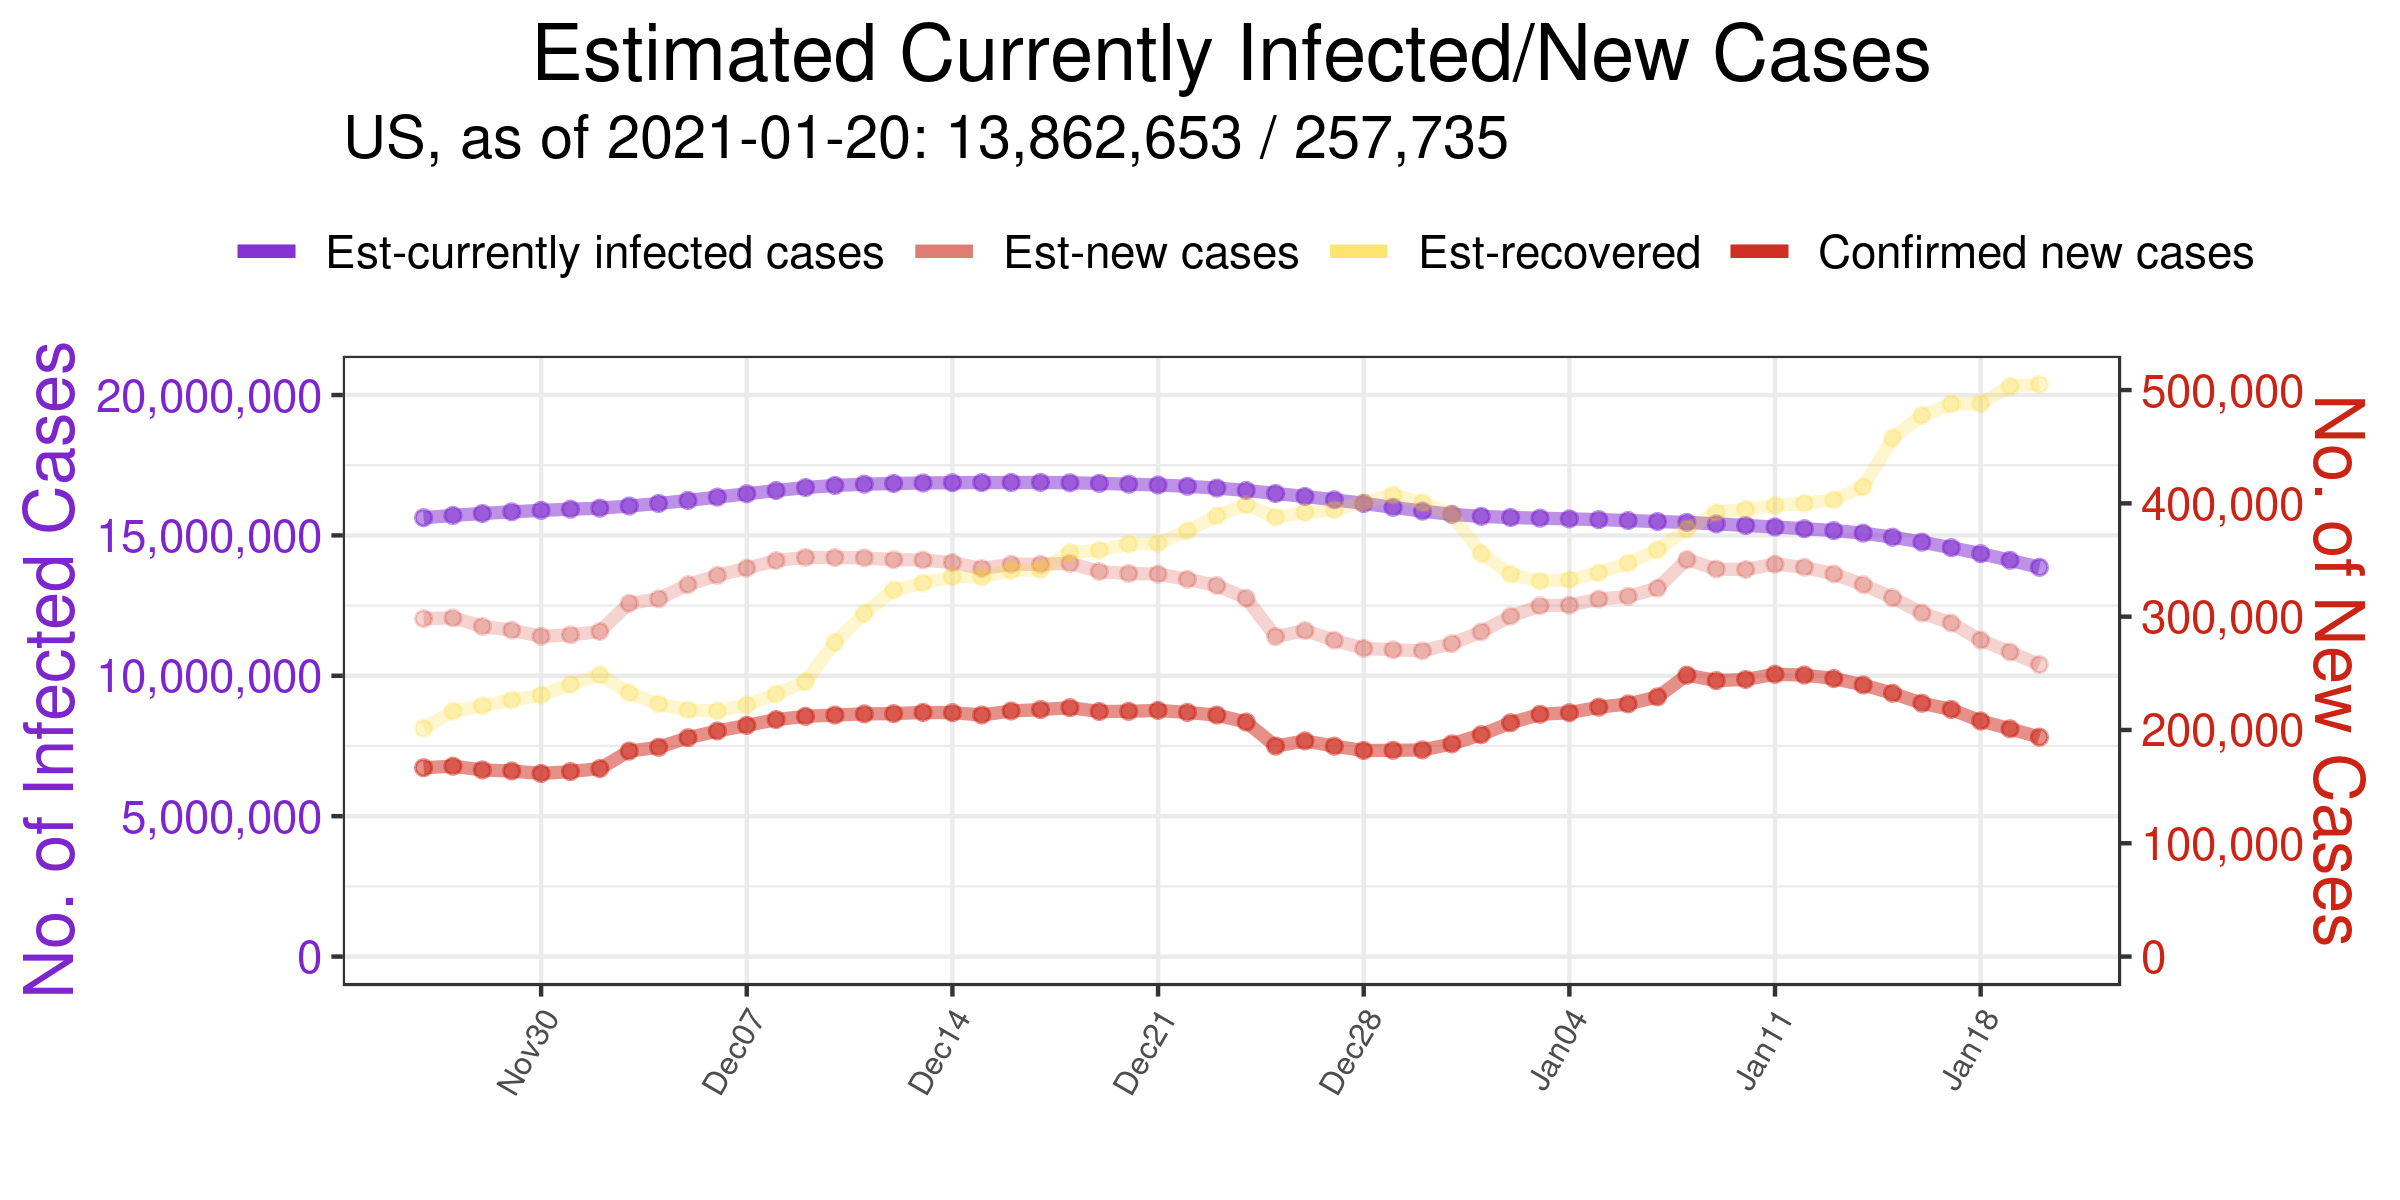 Estimated Currently Infected/New Cases
US, as of 2021-01-20: 13,862,653 / 257,735
Est-currently infected cases Est-new cases Est-recovered Confirmed new cases
No. of Infected Cases
20,000,000
15,000,000
10,000,000
5,000,000
0
500,000
400,000
300,000
200,000
100,000
0
No. of New Cases
Nov30 Dec07 Dec14 Dec21 Dec28 Jan04 Jan11 Jan18